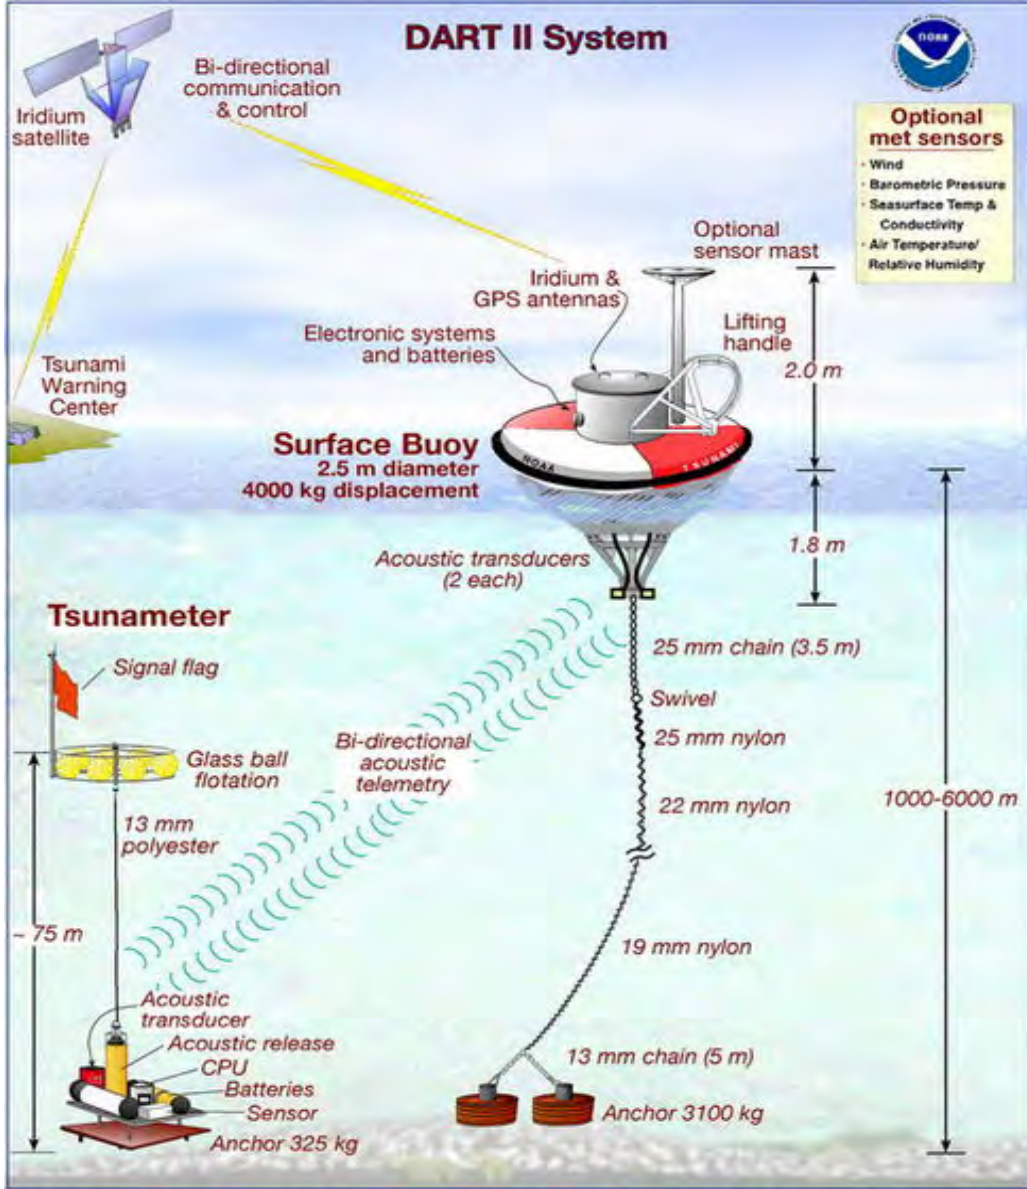 DART II System
Bi-directional
communication
& control
Iridium
satellite
noaa
Optional
met sensors
· Wind
· Barometric Pressure
· Seasurface Temp &
Conductivity
· Air Temperature/
Relative Humidity
Optional
sensor mast
Iridium &
GPS antennas
Electronic systems
and batteries
Lifting
handle
2.0 m
Tsunami
Warning
Center
Surface Buoy
2.5 m diameter
4000 kg displacement
NOAA
TSUNAMI
1.8 m
Acoustic transducers
(2 each)
Tsunameter
Signal flag
25 mm chain (3.5 m)
Swivel
25 mm nylon
Bi-directional
acoustic
telemetry
Glass ball
flotation
22 mm nylon
1000-6000 m
13 mm
polyester
~ 75 m
19 mm nylon
Acoustic
transducer
Acoustic release
CPU
Batteries
Sensor
Anchor 325 kg
13 mm chain (5 m)
Anchor 3100 kg